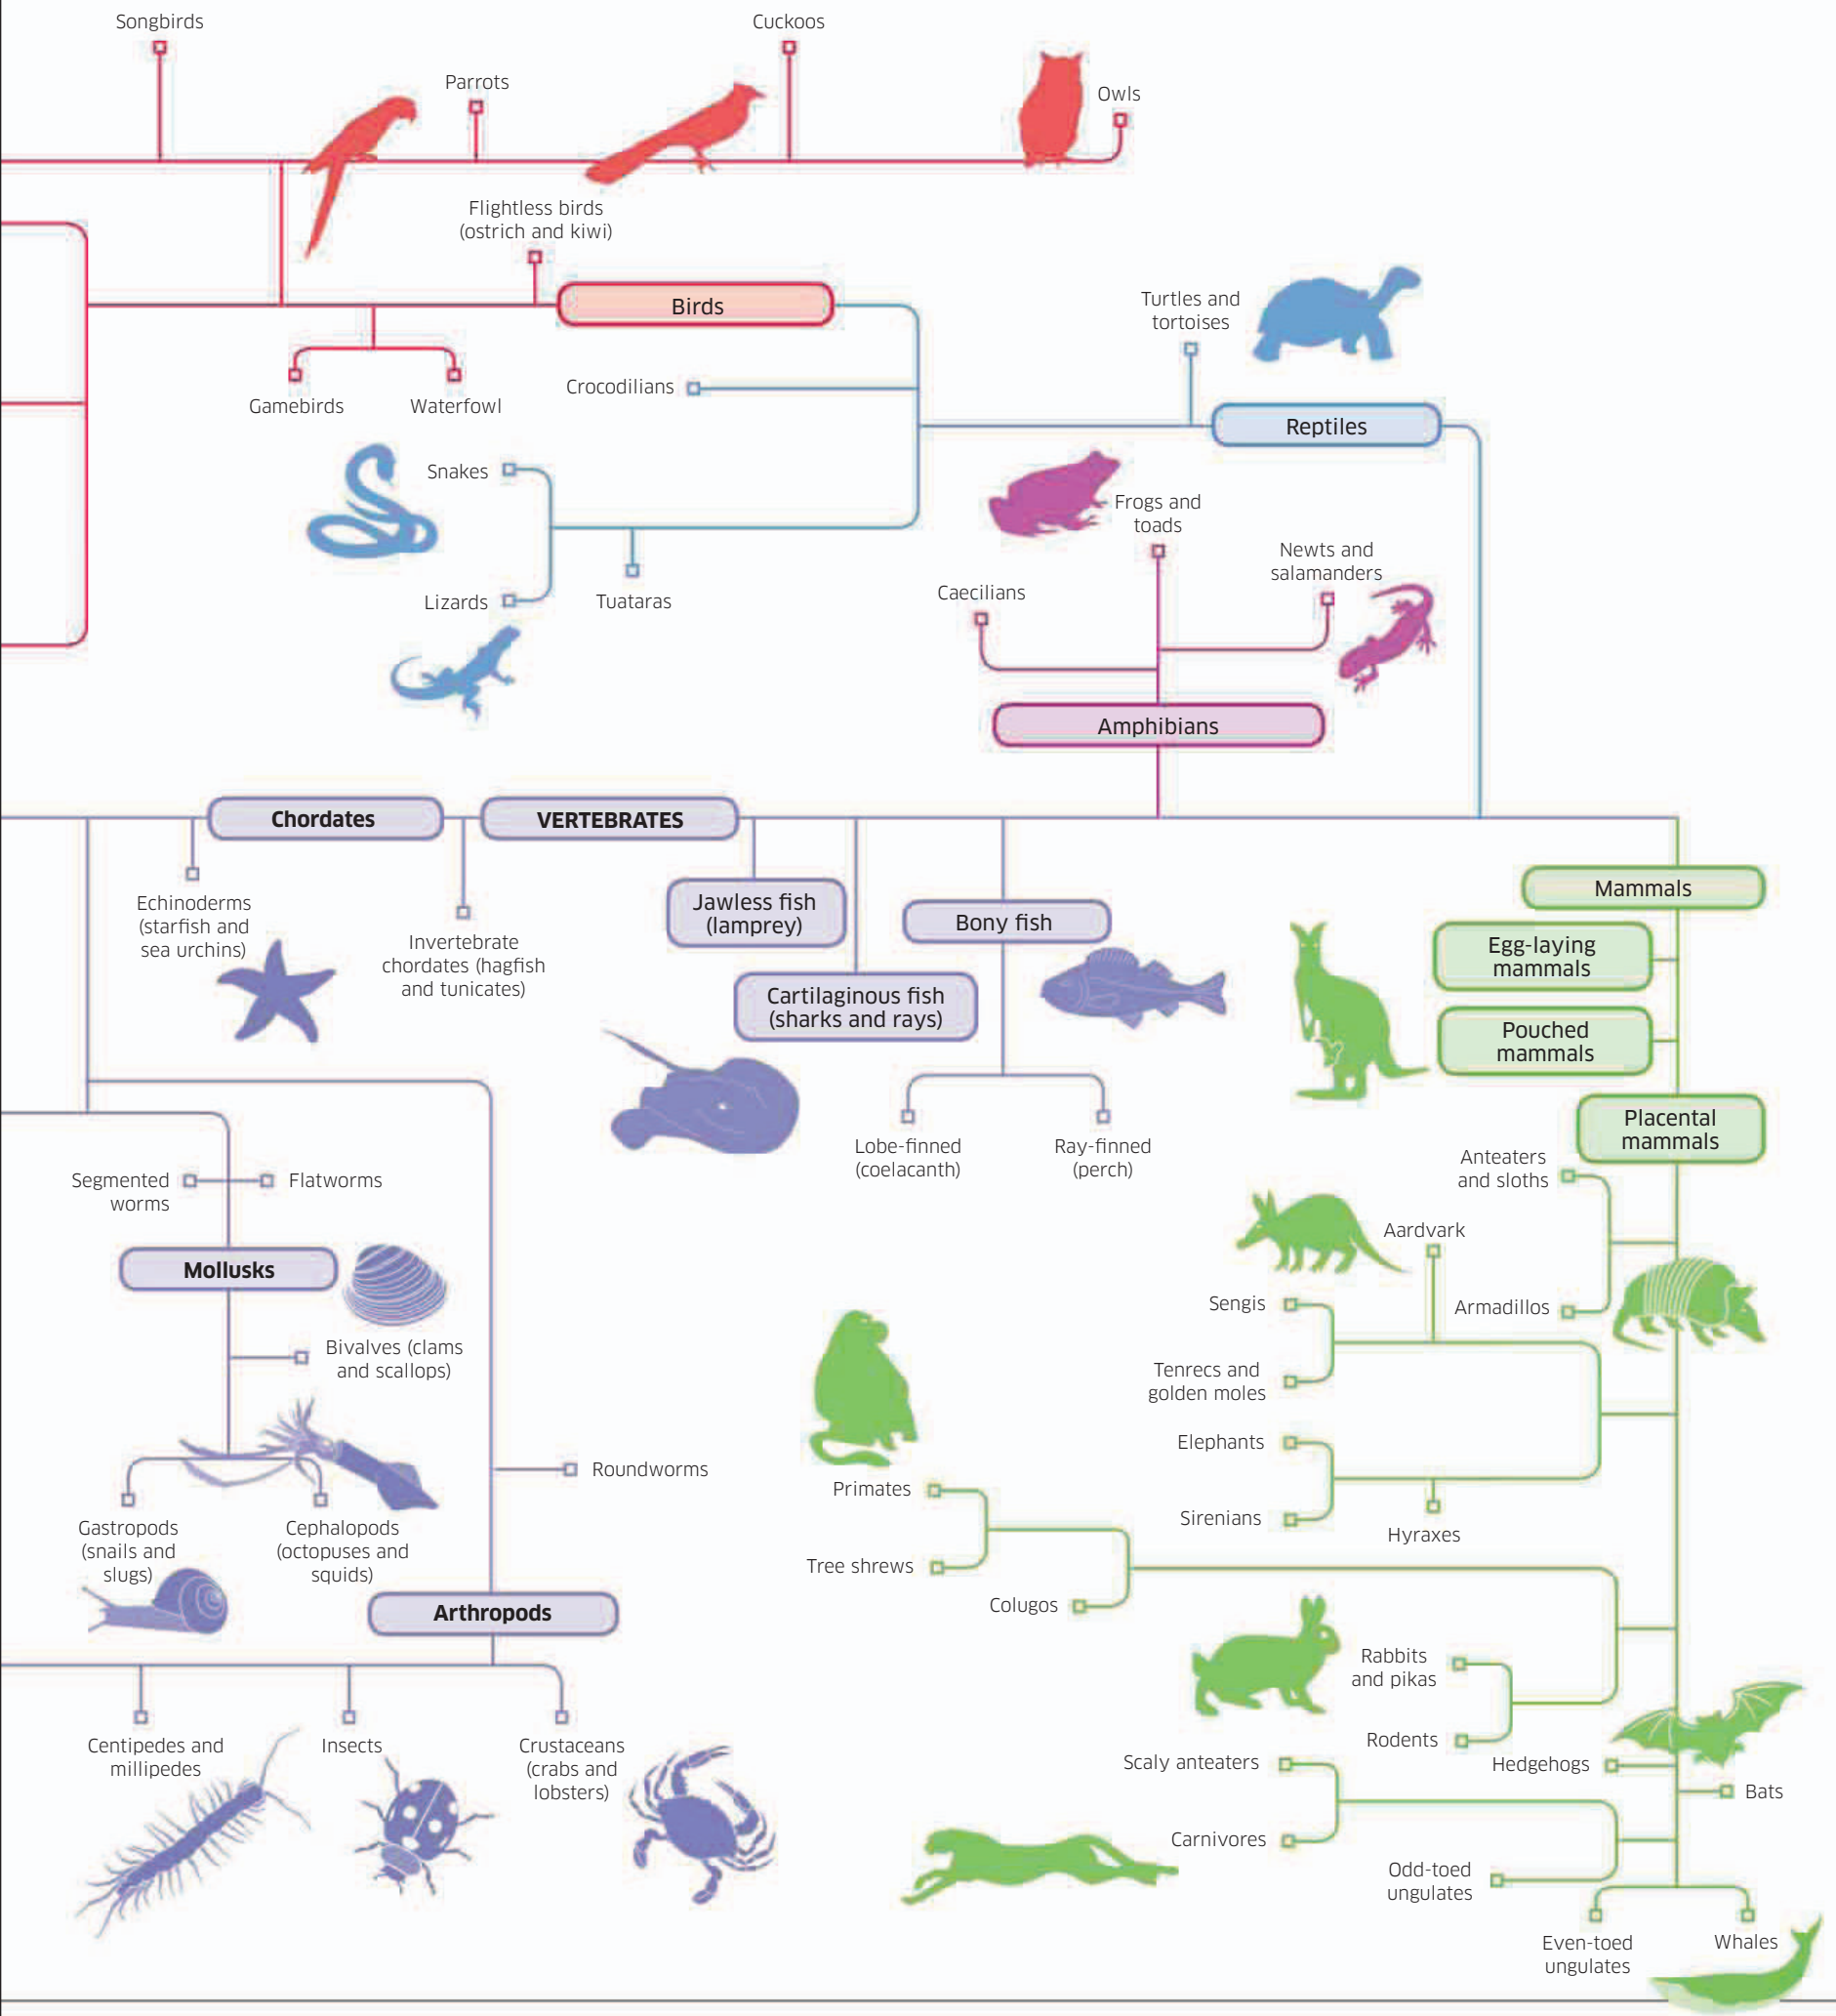 Songbirds
Cuckoos
Parrots
Owls
Flightless birds
(ostrich and kiwi)
Birds
Turtles and
tortoises
Crocodilians
Gamebirds
Waterfowl
Reptiles
Snakes
Frogs and
toads
Newts and
salamanders
Caecilians
Lizards
Tuataras
Amphibians
Chordates
VERTEBRATES
Echinoderms
(starfish and
sea urchins)
Invertebrate
chordates (hagfish
and tunicates)
Jawless fish
(lamprey)
Bony fish
Cartilaginous fish
(sharks and rays)
Mammals
Egg-laying
mammals
Pouched
mammals
Placental
mammals
Lobe-finned
(coelacanth)
Ray-finned
(perch)
Segmented
worms
Flatworms
Anteaters
and sloths
Aardvark
Mollusks
Sengis
Armadillos
Bivalves (clams
and scallops)
Tenrecs and
golden moles
Elephants
Roundworms
Primates
Sirenians
Hyraxes
Gastropods
(snails and
slugs)
Cephalopods
(octopuses and
squids)
Tree shrews
Colugos
Arthropods
Rabbits
and pikas
Rodents
Centipedes and
millipedes
Insects
Crustaceans
(crabs and
lobsters)
Scaly anteaters
Hedgehogs
Bats
Carnivores
Odd-toed
ungulates
Even-toed
ungulates
Whales